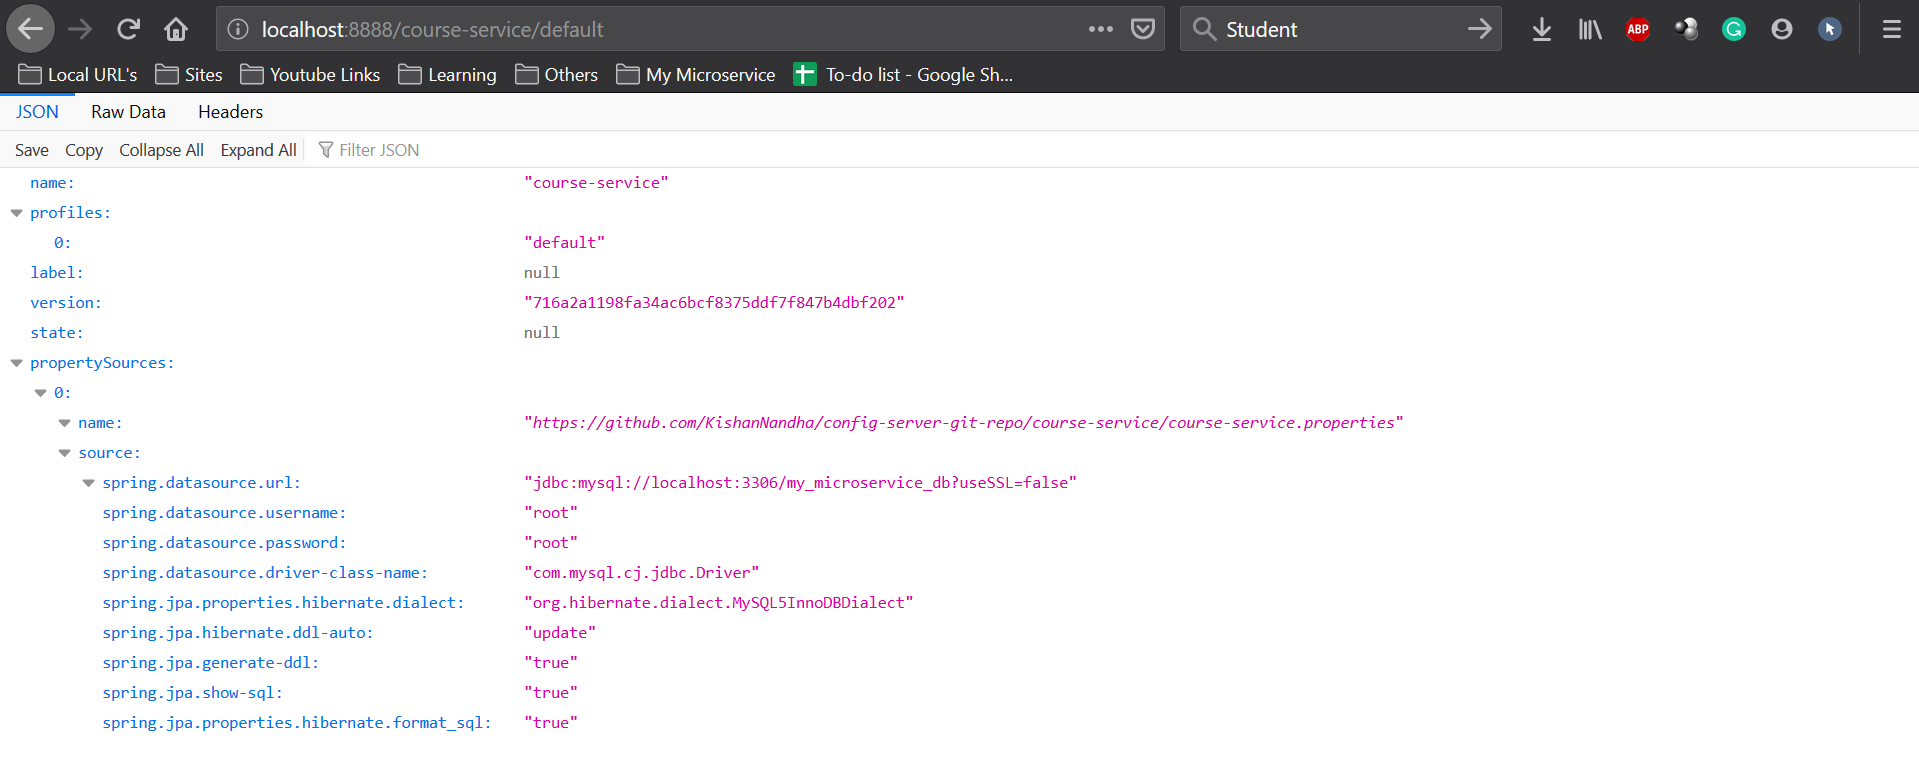 localhost:8888/course-service/default
Student
ABP
Local URL's Sites Youtube Links Learning Others My Microservice To-do list - Google Sh...
JSON Raw Data Headers
Save Copy Collapse All Expand All Filter JSON
name: "course-service"
profiles:
0: "default"
label: null
version: "716a2a1198fa34ac6bcf8375ddf7f847b4dbf202"
state: null
propertySources:
0:
name: "https://github.com/KishanNandha/config-server-git-repo/course-service/course-service.properties"
source:
spring.datasource.url: "jdbc:mysql://localhost:3306/my_microservice_db?useSSL=false"
spring.datasource.username: "root"
spring.datasource.password: "root"
spring.datasource.driver-class-name: "com.mysql.cj.jdbc.Driver"
spring.jpa.properties.hibernate.dialect: "org.hibernate.dialect.MySQL5InnoDBDialect"
spring.jpa.hibernate.ddl-auto: "update"
spring.jpa.generate-ddl: "true"
spring.jpa.show-sql: "true"
spring.jpa.properties.hibernate.format_sql: "true"